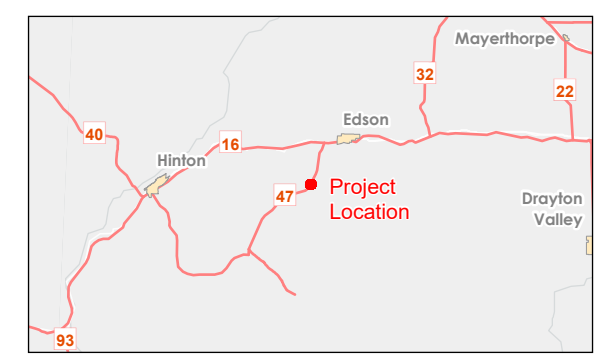 Mayerthorpe
32
22
Edson
40
16
Hinton
47
Project
Location
Drayton
Valley
93